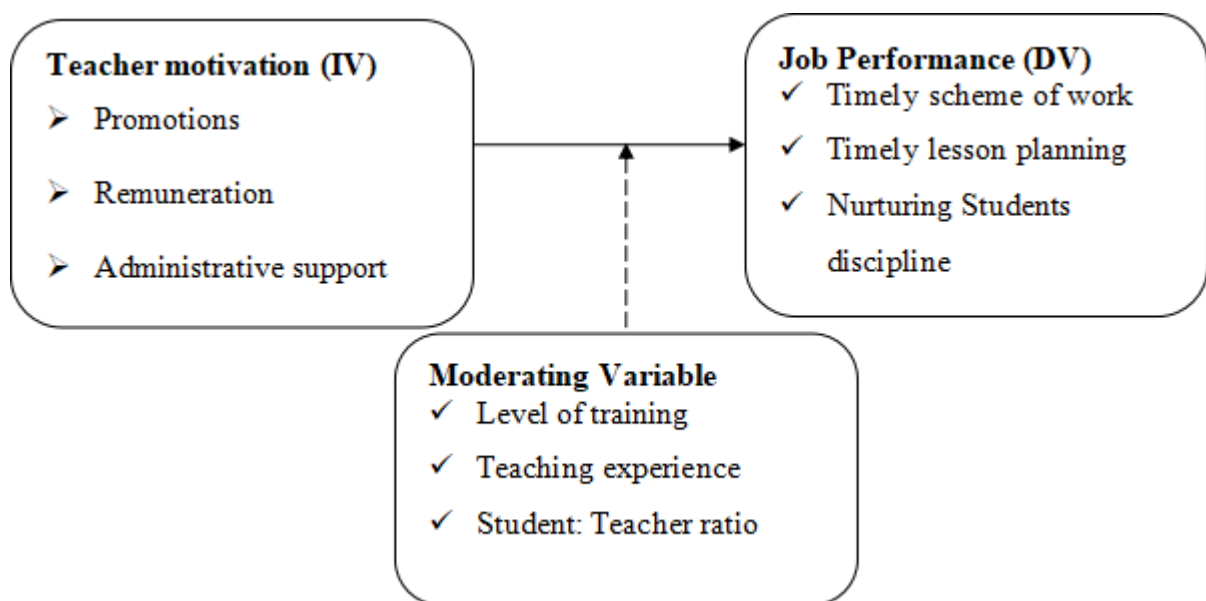 Teacher motivation (IV)
➢ Promotions
➢ Remuneration
➢ Administrative support
Job Performance (DV)
✓ Timely scheme of work
✓ Timely lesson planning
✓ Nurturing Students
discipline
Moderating Variable
✓ Level of training
✓ Teaching experience
✓ Student: Teacher ratio